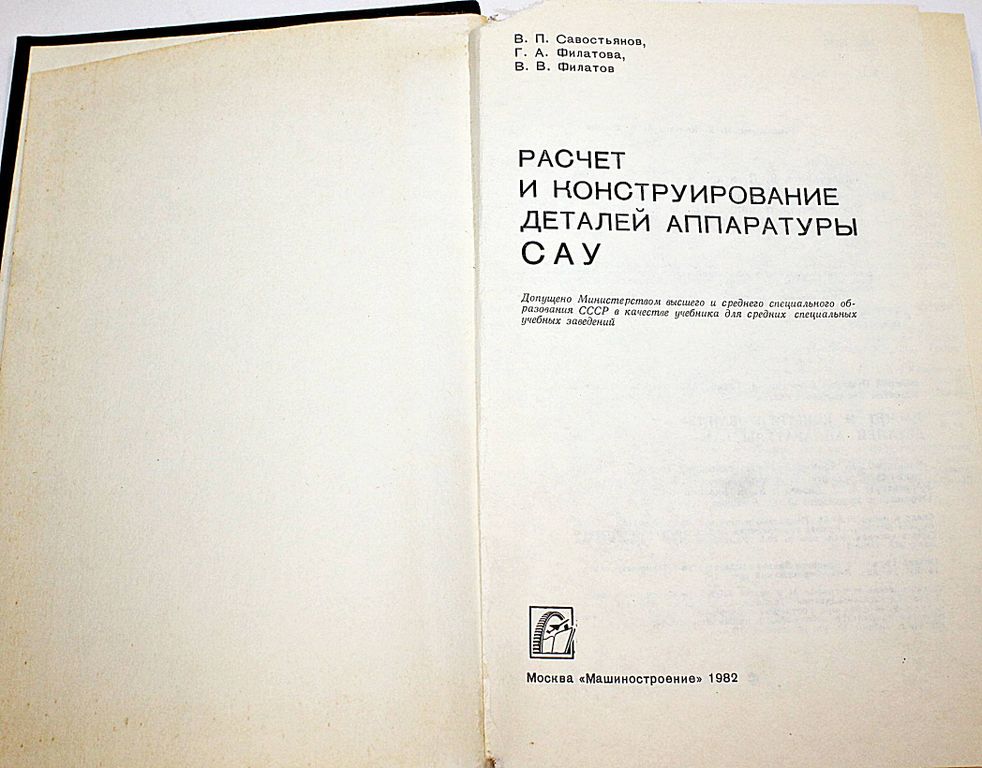 В. П. Савостьянов,
Г. А. Филатова,
В. В. Филатов
РАСЧЕТ
И КОНСТРУИРОВАНИЕ
ДЕТАЛЕЙ АППАРАТУРЫ
САУ
Допущено Министерством высшего и среднего специального об-
разования СССР в качестве учебника для средних специальных
учебных заведений
Москва «Машиностроение» 1982